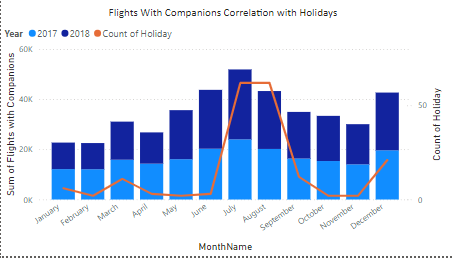 Flights With Companions Correlation with Holidays
Year 2017 2018 Count of Holiday
60K
40K
20K
0K
50
0
Sum of Flights with Companions
Count of Holiday
January February March April May June July August September October November December
MonthName